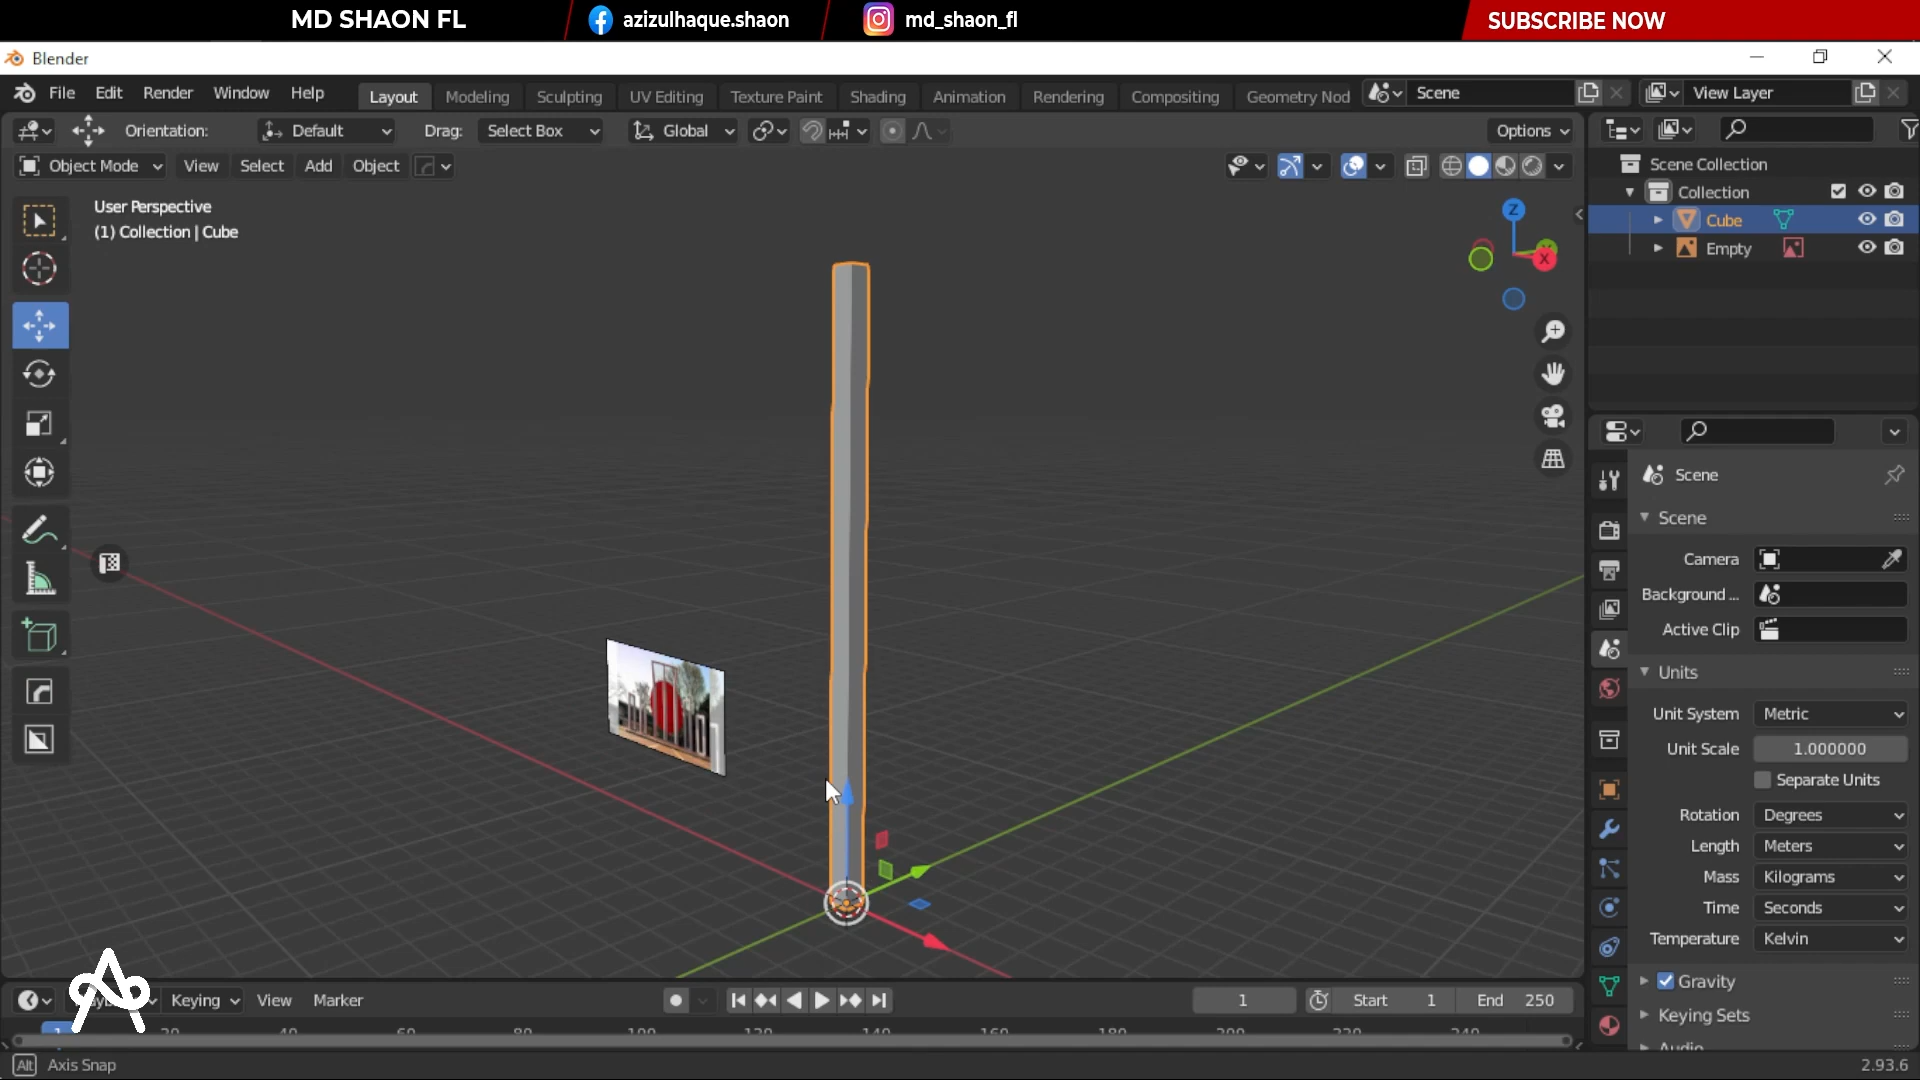 MD SHAON FL azizulhaque.shaon md_shaon_fl SUBSCRIBE NOW
Blender
File Edit Render Window Help Layout Modeling Sculpting UV Editing Texture Paint Shading Animation Rendering Compositing Geometry Nod Scene View Layer
Orientation: Default Drag: Select Box Global Options
Object Mode View Select Add Object
User Perspective
(1) Collection | Cube
Z
X
Scene Collection
Collection
Cube
Empty
Scene
Scene
Camera
Background ...
Active Clip
Units
Unit System Metric
Unit Scale 1.000000
Separate Units
Rotation Degrees
Length Meters
Mass Kilograms
Time Seconds
Temperature Kelvin
Gravity
Keying Sets
Audio
Keying View Marker 1 Start 1 End 250
1 20 40 60 80 100 120 140 160 180 200 220 240
Alt Axis Snap 2.93.6